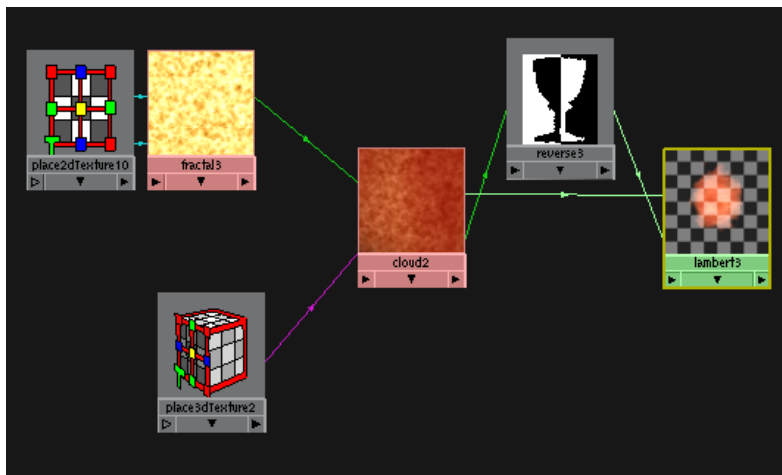 place2dTexture10
fractal3
reverse3
cloud2
lambert3
place3dTexture2